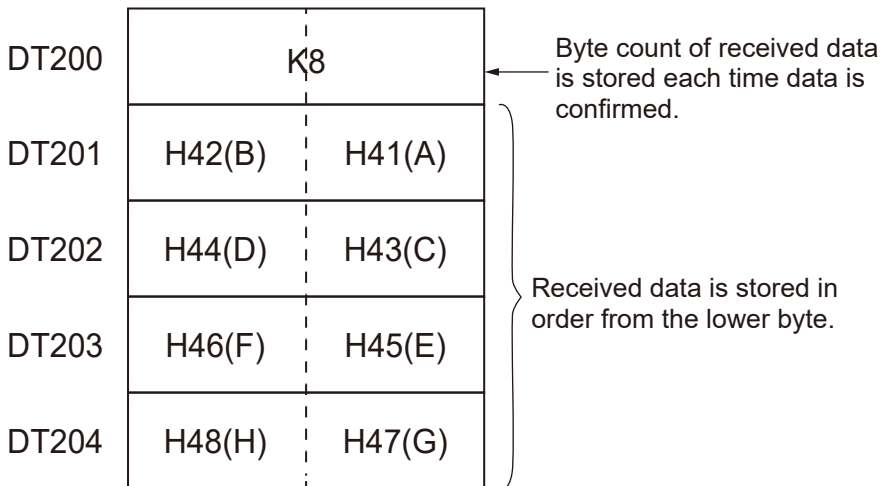 DT200 K8
Byte count of received data
is stored each time data is
confirmed.
DT201 H42(B) H41(A)
DT202 H44(D) H43(C)
Received data is stored in
order from the lower byte.
DT203 H46(F) H45(E)
DT204 H48(H) H47(G)